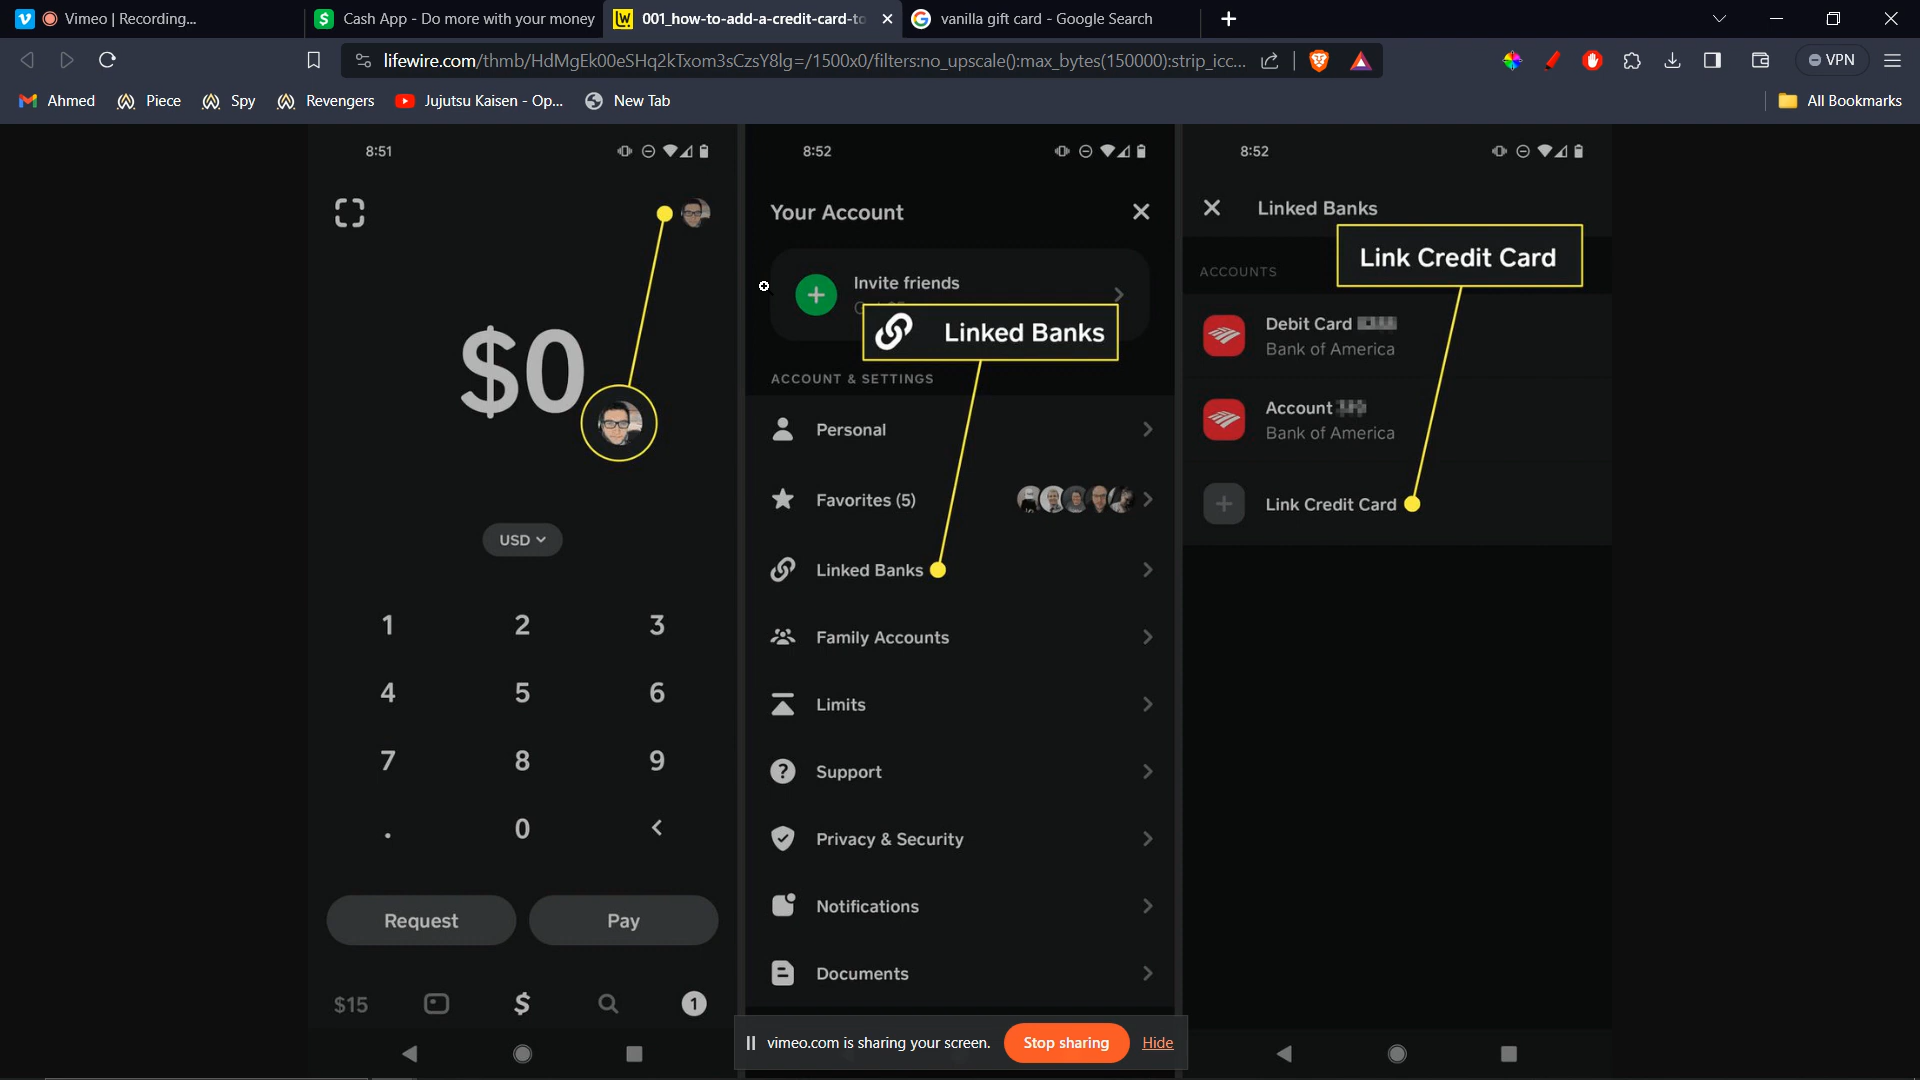 Vimeo | Recording...
Cash App - Do more with your money
001_how-to-add-a-credit-card-to
vanilla gift card - Google Search
lifewire.com/thmb/HdMgEk00eSHq2kTxom3sCzsY8lg=/1500x0/filters:no_upscale():max_bytes(150000):strip_icc...
VPN
Ahmed
Piece
Spy
Revengers
Jujutsu Kaisen - Op...
New Tab
All Bookmarks
8:51
$0
USD
1 2 3
4 5 6
7 8 9
. 0 <
Request
Pay
$15
$
1
8:52
Your Account
Invite friends
Linked Banks
ACCOUNT & SETTINGS
Personal
Favorites (5)
Linked Banks
Family Accounts
Limits
Support
Privacy & Security
Notifications
Documents
8:52
Linked Banks
Link Credit Card
ACCOUNTS
Debit Card
Bank of America
Account
Bank of America
Link Credit Card
vimeo.com is sharing your screen.
Stop sharing
Hide